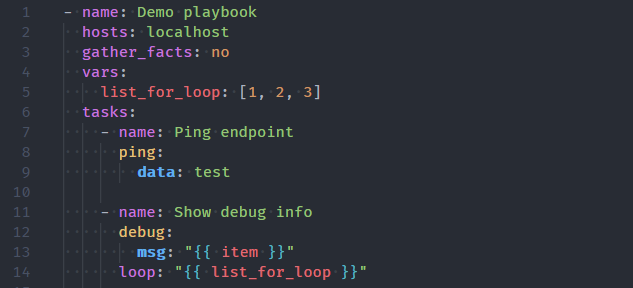 1 - name: Demo playbook
2   hosts: localhost
3   gather_facts: no
4   vars:
5     list_for_loop: [1, 2, 3]
6   tasks:
7     - name: Ping endpoint
8       ping:
9         data: test
10
11     - name: Show debug info
12       debug:
13         msg: "{{ item }}"
14       loop: "{{ list_for_loop }}"